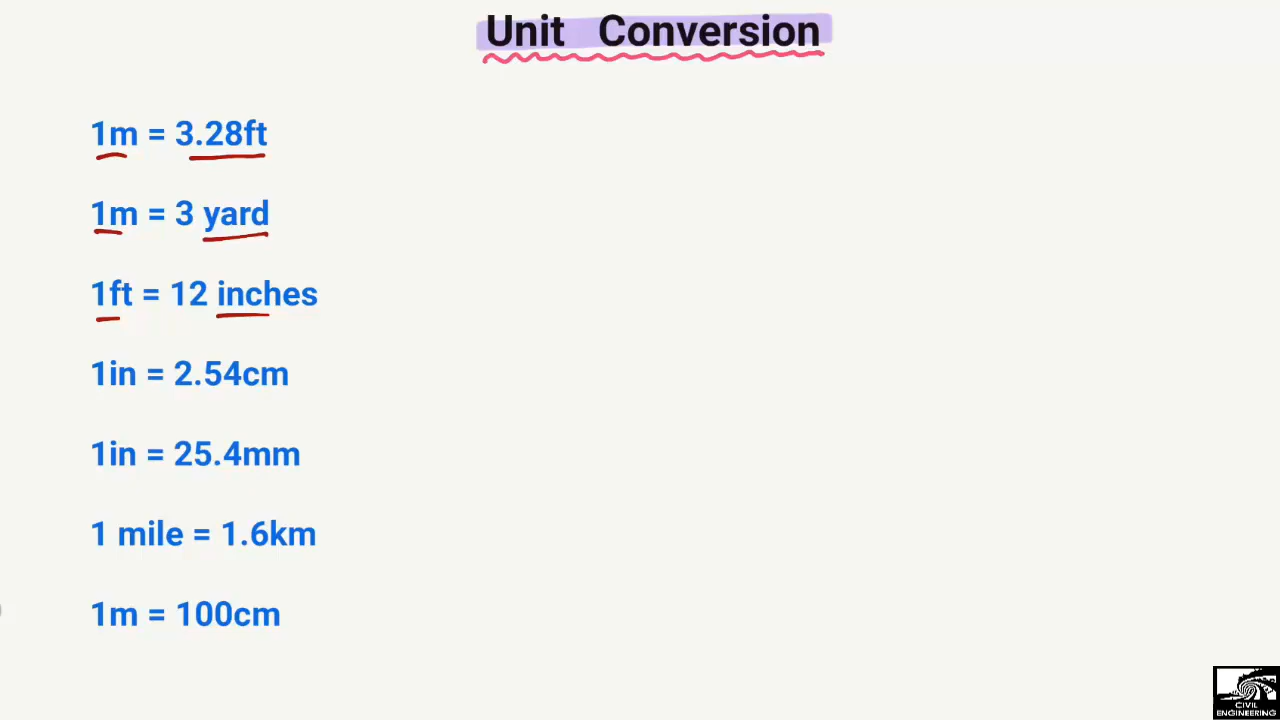 Unit Conversion
1m = 3.28ft
1m = 3 yard
1ft = 12 inches
1in = 2.54cm
1in = 25.4mm
1 mile = 1.6km
1m = 100cm
CIVIL
ENGINEERING